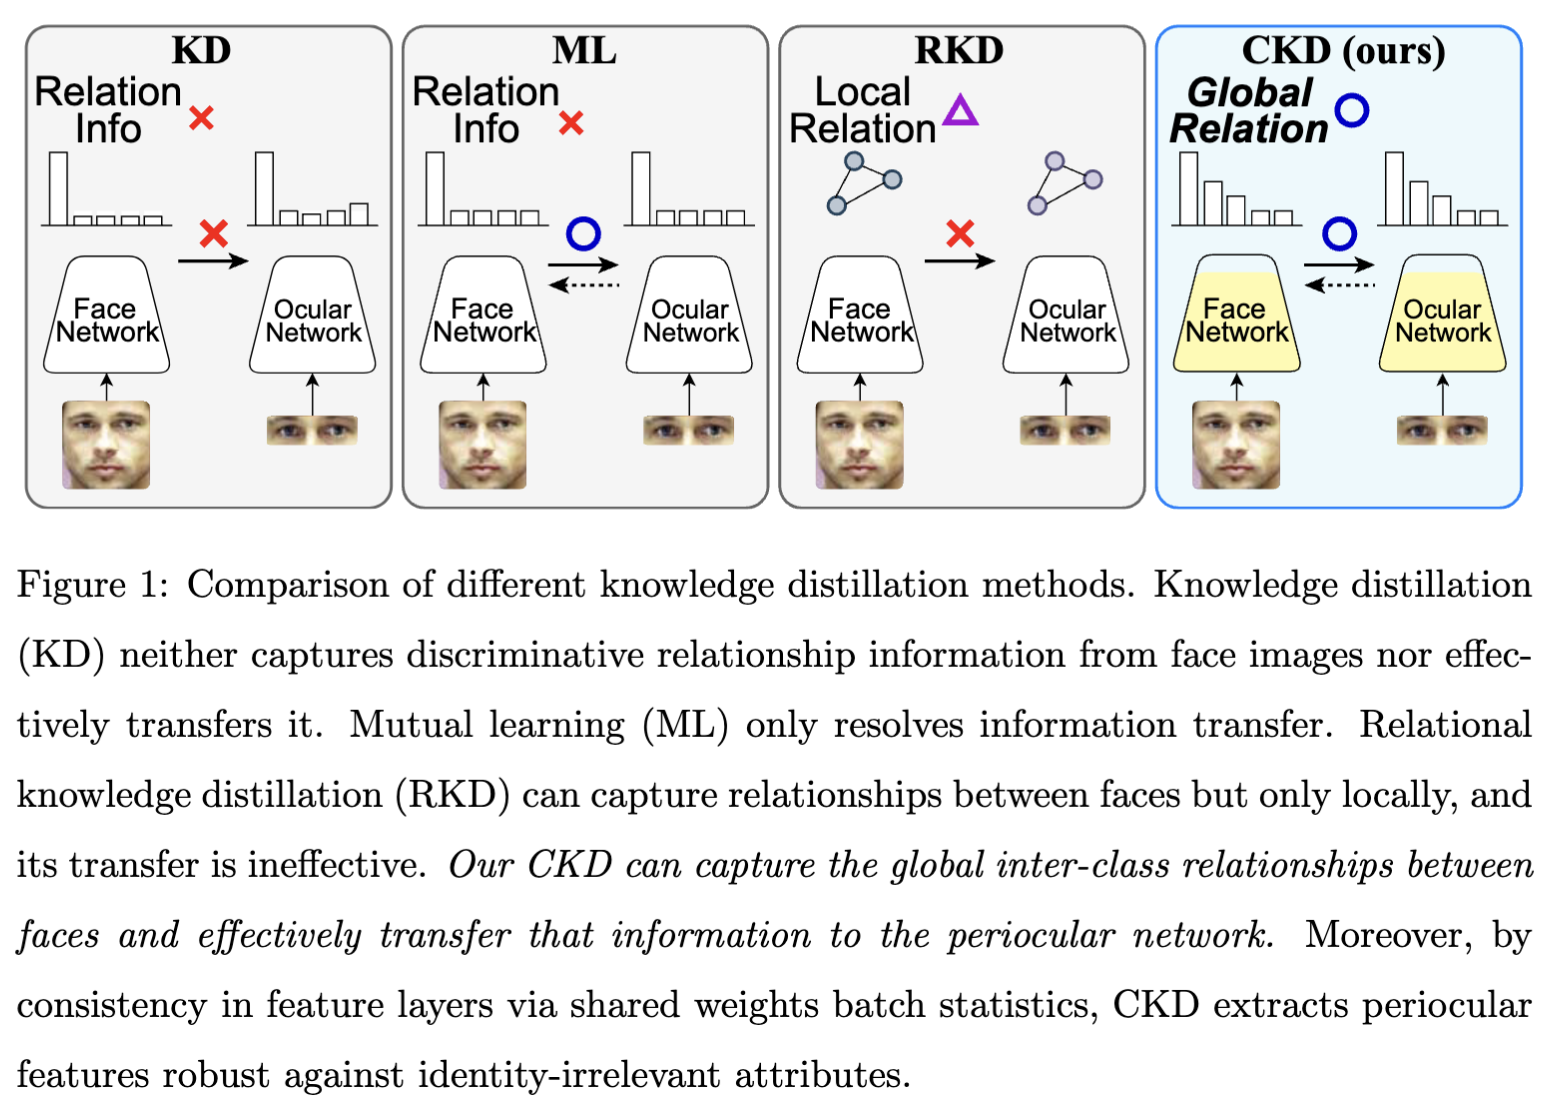 KD
Relation
Info
Face
Network
Ocular
Network
ML
Relation
Info
Face
Network
Ocular
Network
RKD
Local
Relation
Face
Network
Ocular
Network
CKD (ours)
Global
Relation
Face
Network
Ocular
Network
Figure 1: Comparison of different knowledge distillation methods. Knowledge distillation
(KD) neither captures discriminative relationship information from face images nor effec-
tively transfers it. Mutual learning (ML) only resolves information transfer. Relational
knowledge distillation (RKD) can capture relationships between faces but only locally, and
its transfer is ineffective. Our CKD can capture the global inter-class relationships between
faces and effectively transfer that information to the periocular network. Moreover, by
consistency in feature layers via shared weights batch statistics, CKD extracts periocular
features robust against identity-irrelevant attributes.